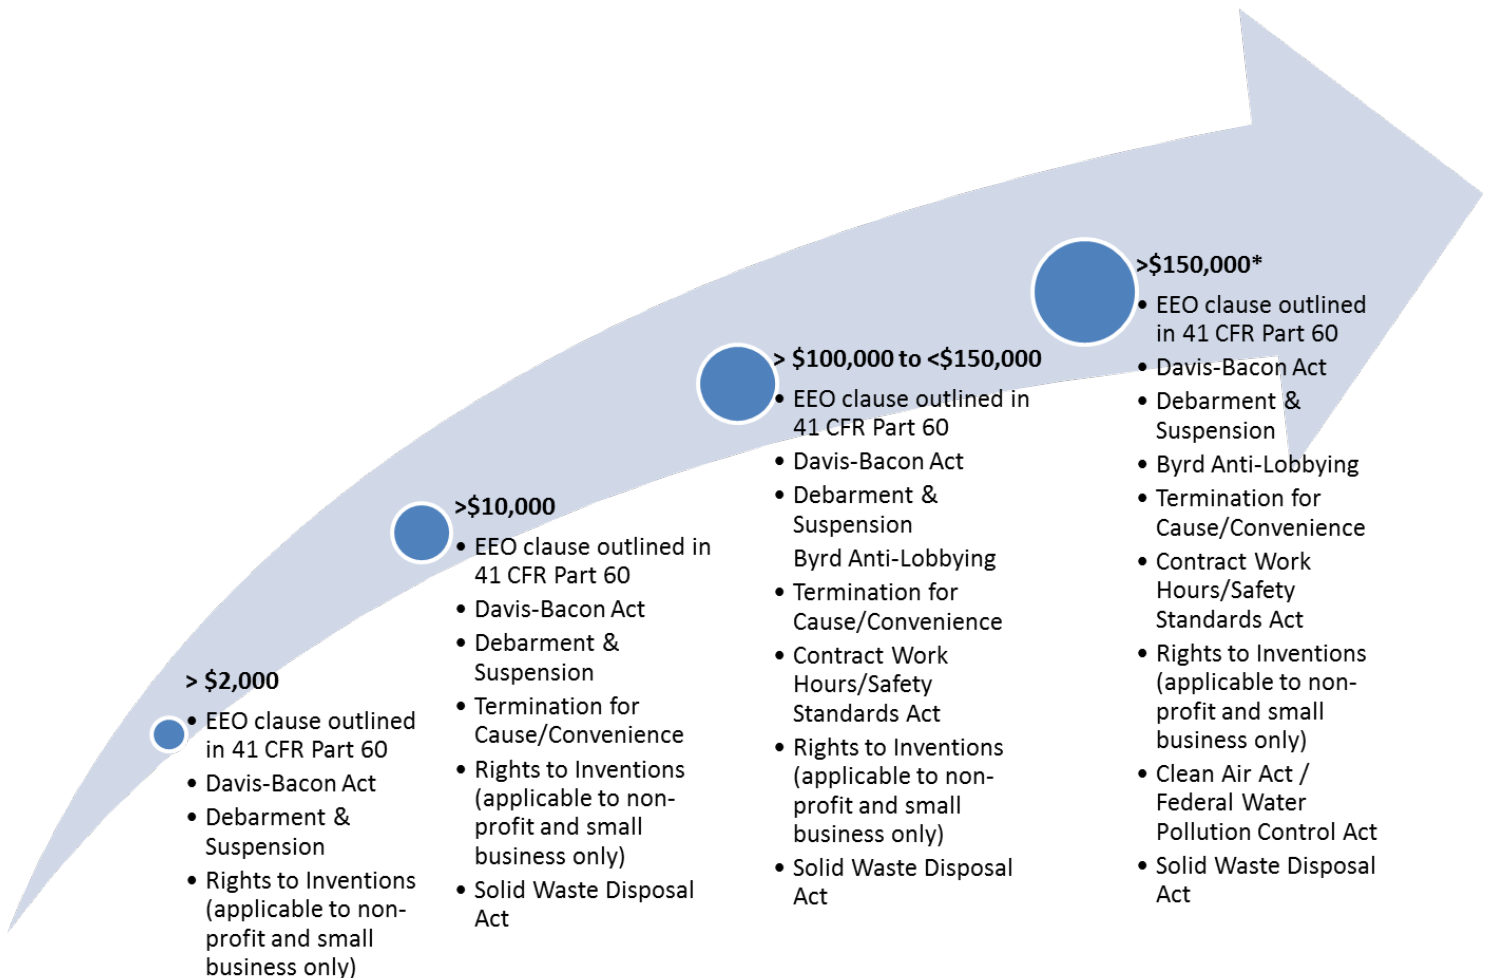 > $2,000
• EEO clause outlined
in 41 CFR Part 60
• Davis-Bacon Act
• Debarment &
Suspension
• Rights to Inventions
(applicable to non-
profit and small
business only)
>$10,000
• EEO clause outlined in
41 CFR Part 60
• Davis-Bacon Act
• Debarment &
Suspension
• Termination for
Cause/Convenience
• Rights to Inventions
(applicable to non-
profit and small
business only)
• Solid Waste Disposal
Act
> $100,000 to <$150,000
• EEO clause outlined in
41 CFR Part 60
• Davis-Bacon Act
• Debarment &
Suspension
Byrd Anti-Lobbying
• Termination for
Cause/Convenience
• Contract Work
Hours/Safety
Standards Act
• Rights to Inventions
(applicable to non-
profit and small
business only)
• Solid Waste Disposal
Act
>$150,000*
• EEO clause outlined
in 41 CFR Part 60
• Davis-Bacon Act
• Debarment &
Suspension
• Byrd Anti-Lobbying
• Termination for
Cause/Convenience
• Contract Work
Hours/Safety
Standards Act
• Rights to Inventions
(applicable to non-
profit and small
business only)
• Clean Air Act /
Federal Water
Pollution Control Act
• Solid Waste Disposal
Act